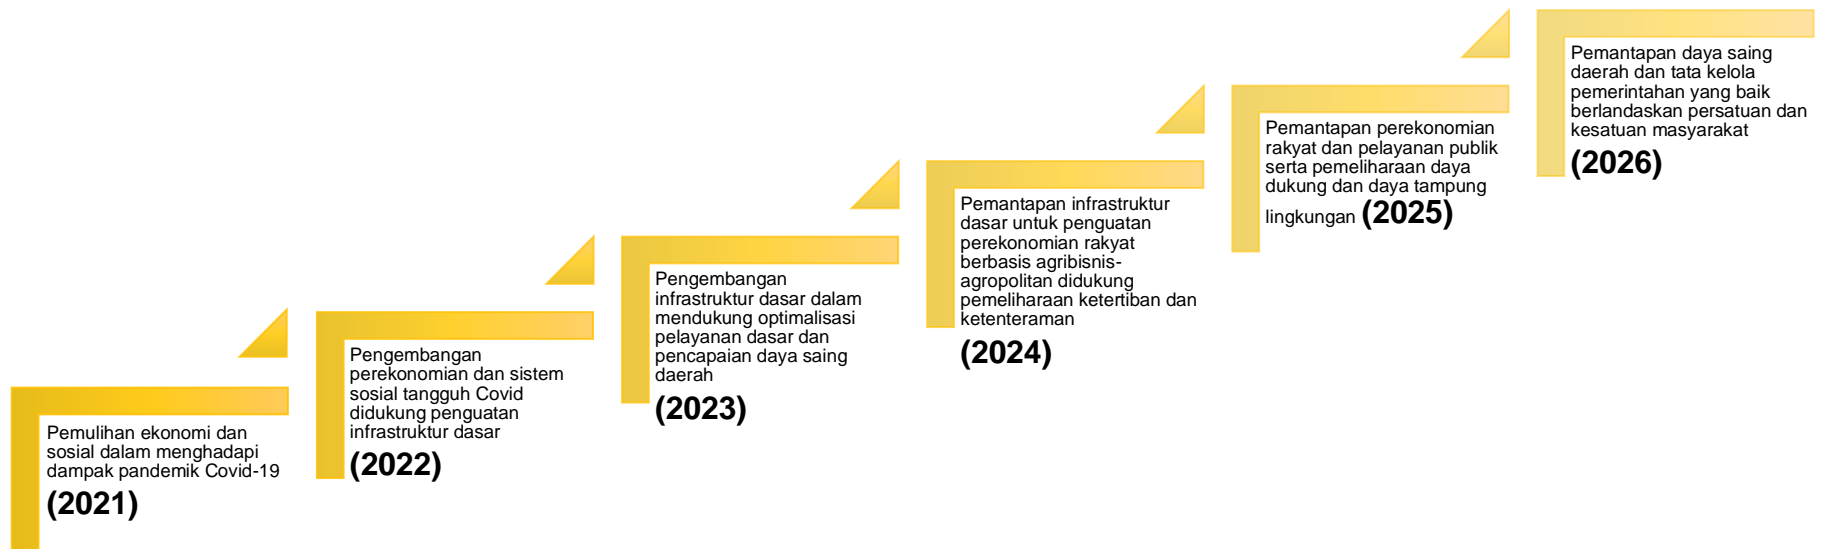 Pemulihan ekonomi dan
sosial dalam menghadapi
dampak pandemik Covid-19
(2021)
Pengembangan
perekonomian dan sistem
sosial tangguh Covid
didukung penguatan
infrastruktur dasar
(2022)
Pengembangan
infrastruktur dasar dalam
mendukung optimalisasi
pelayanan dasar dan
pencapaian daya saing
daerah
(2023)
Pemantapan infrastruktur
dasar untuk penguatan
perekonomian rakyat
berbasis agribisnis-
agropolitan didukung
pemeliharaan ketertiban dan
ketenteraman
(2024)
Pemantapan perekonomian
rakyat dan pelayanan publik
serta pemeliharaan daya
dukung dan daya tampung
lingkungan (2025)
Pemantapan daya saing
daerah dan tata kelola
pemerintahan yang baik
berlandaskan persatuan dan
kesatuan masyarakat
(2026)